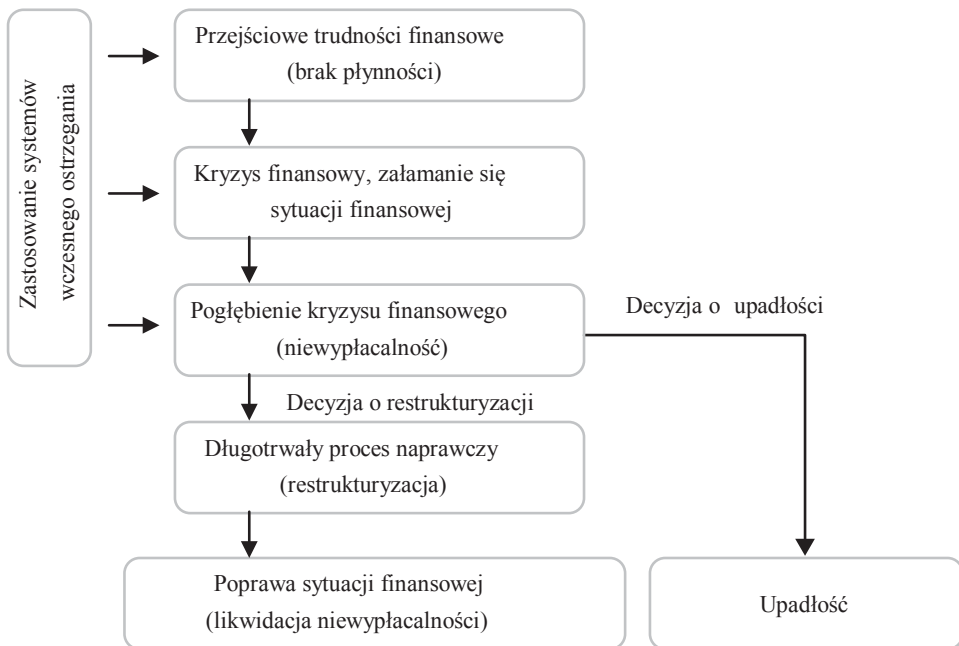 Zastosowanie systemów
wczesnego ostrzegania
Przejściowe trudności finansowe
(brak płynności)
Kryzys finansowy, załamanie się
sytuacji finansowej
Pogłębienie kryzysu finansowego
(niewypłacalność)
Decyzja o upadłości
Decyzja o restrukturyzacji
Długotrwały proces naprawczy
(restrukturyzacja)
Poprawa sytuacji finansowej
(likwidacja niewypłacalności)
Upadłość